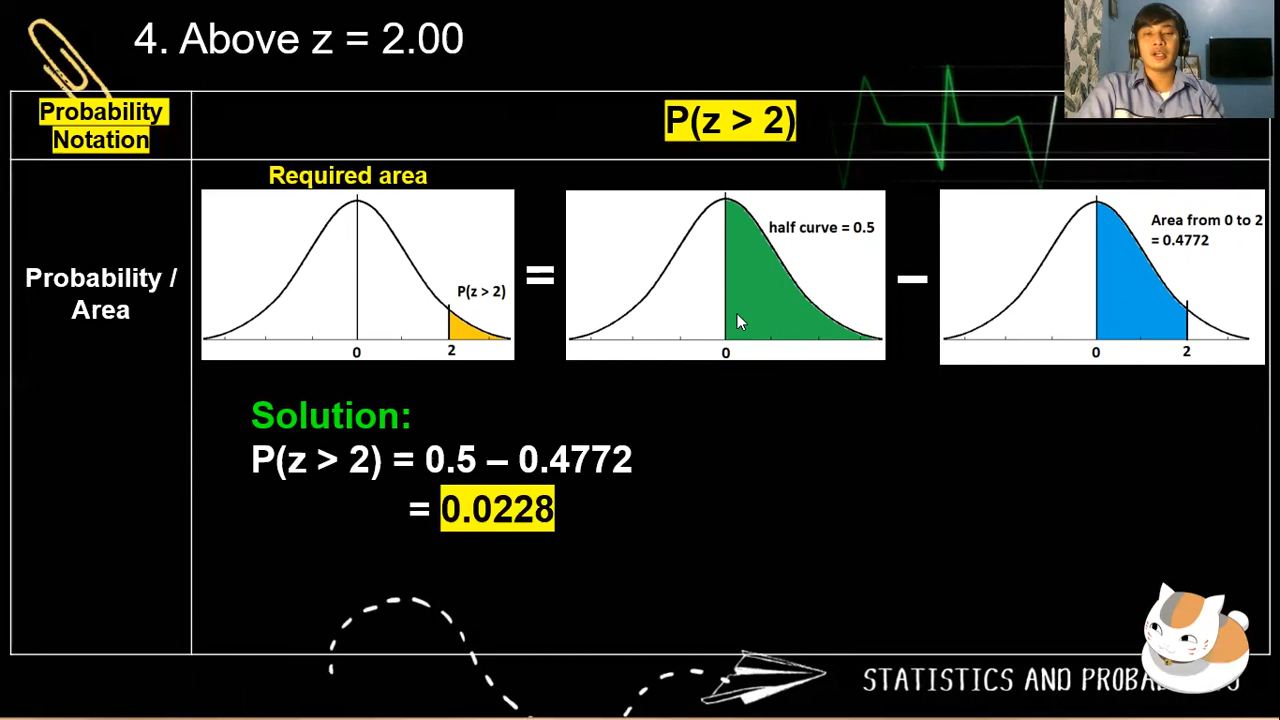 4. Above z = 2.00
Probability
Notation
P(z > 2)
Required area
Probability /
Area
P(z > 2)
0
2
=
half curve = 0.5
0
–
Area from 0 to 2
= 0.4772
0
2
Solution:
P(z > 2) = 0.5 – 0.4772
= 0.0228
STATISTICS AND